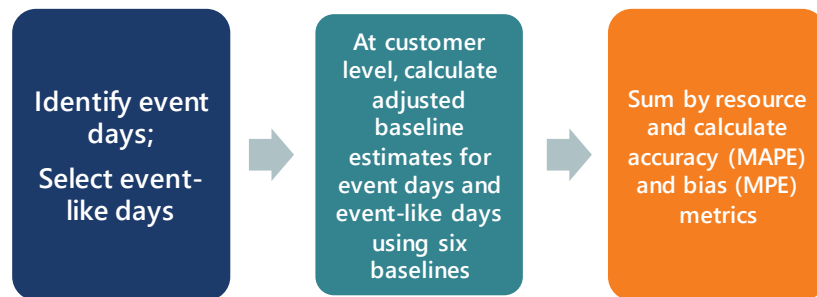 Identify event
days;
Select event-
like days
At customer
level, calculate
adjusted
baseline
estimates for
event days and
event-like days
using six
baselines
Sum by resource
and calculate
accuracy (MAPE)
and bias (MPE)
metrics